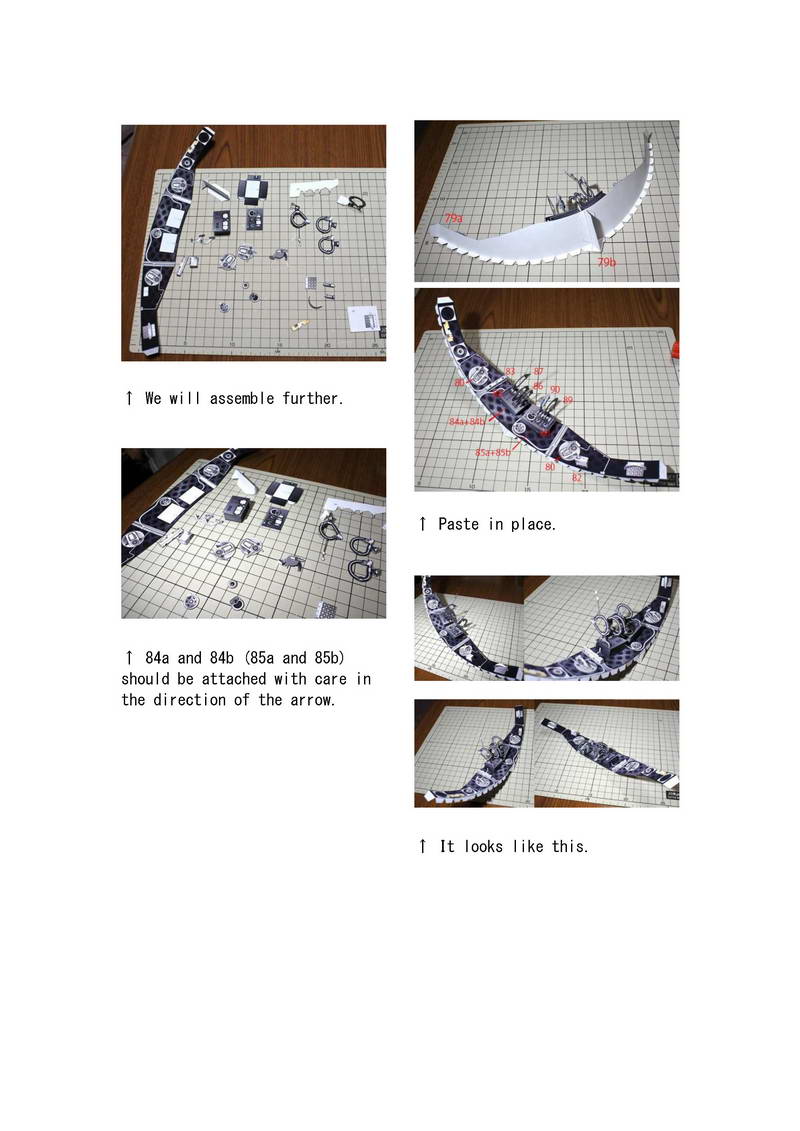 ↑ We will assemble further.
↑ 84a and 84b (85a and 85b)
should be attached with care in
the direction of the arrow.
79a
79b
83
87
80
86
90
89
84a+84b
85a+85b
80
82
↑ Paste in place.
↑ It looks like this.